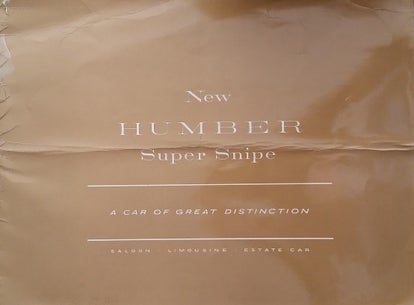 New
HUMBER
Super Snipe
A CAR OF GREAT DISTINCTION
SALOON · LIMOUSINE · ESTATE CAR